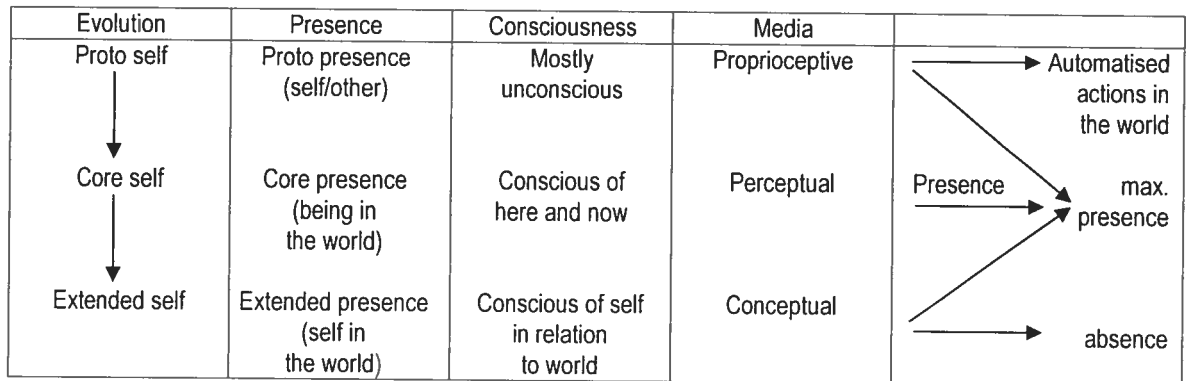 Evolution Presence Consciousness Media
Proto self Proto presence Mostly Proprioceptive Automatised
(self/other) unconscious actions in
the world
Core self Core presence Conscious of Perceptual Presence max.
(being in here and now presence
the world)
Extended self Extended presence Conscious of self Conceptual
(self in in relation absence
the world) to world